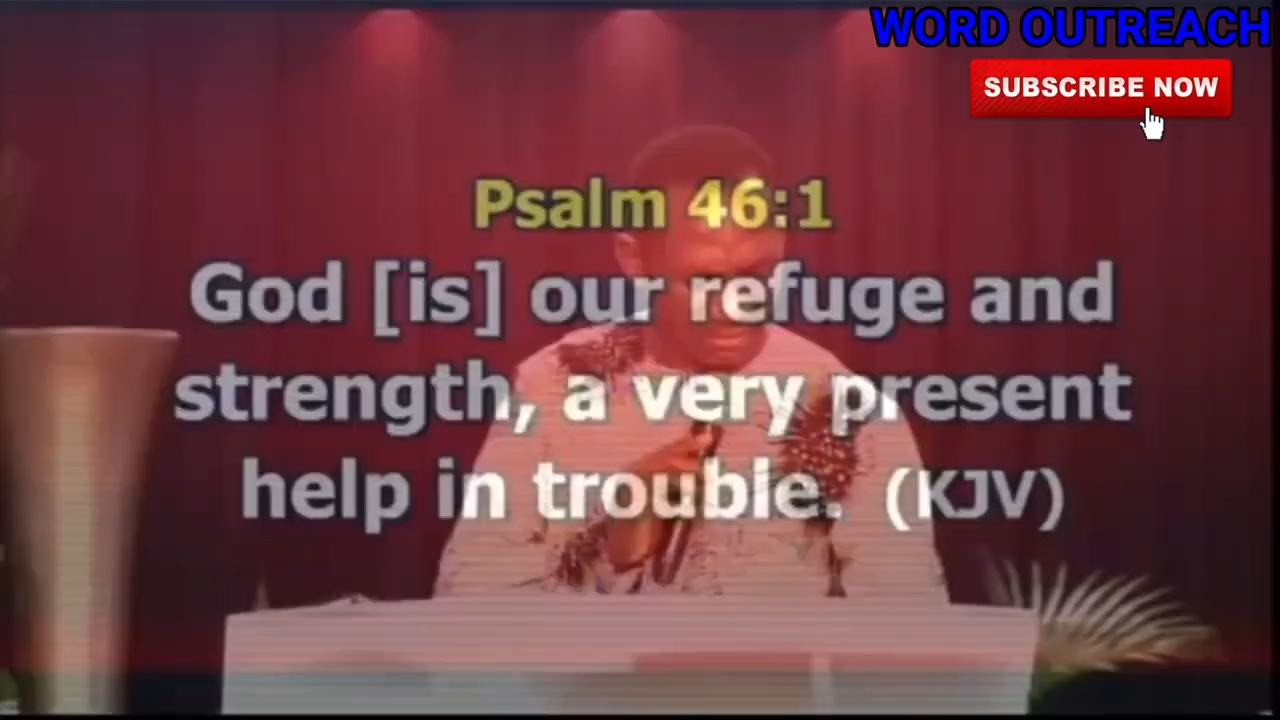 WORD OUTREACH
SUBSCRIBE NOW
Psalm 46:1
God [is] our refuge and
strength, a very present
help in trouble. (KJV)